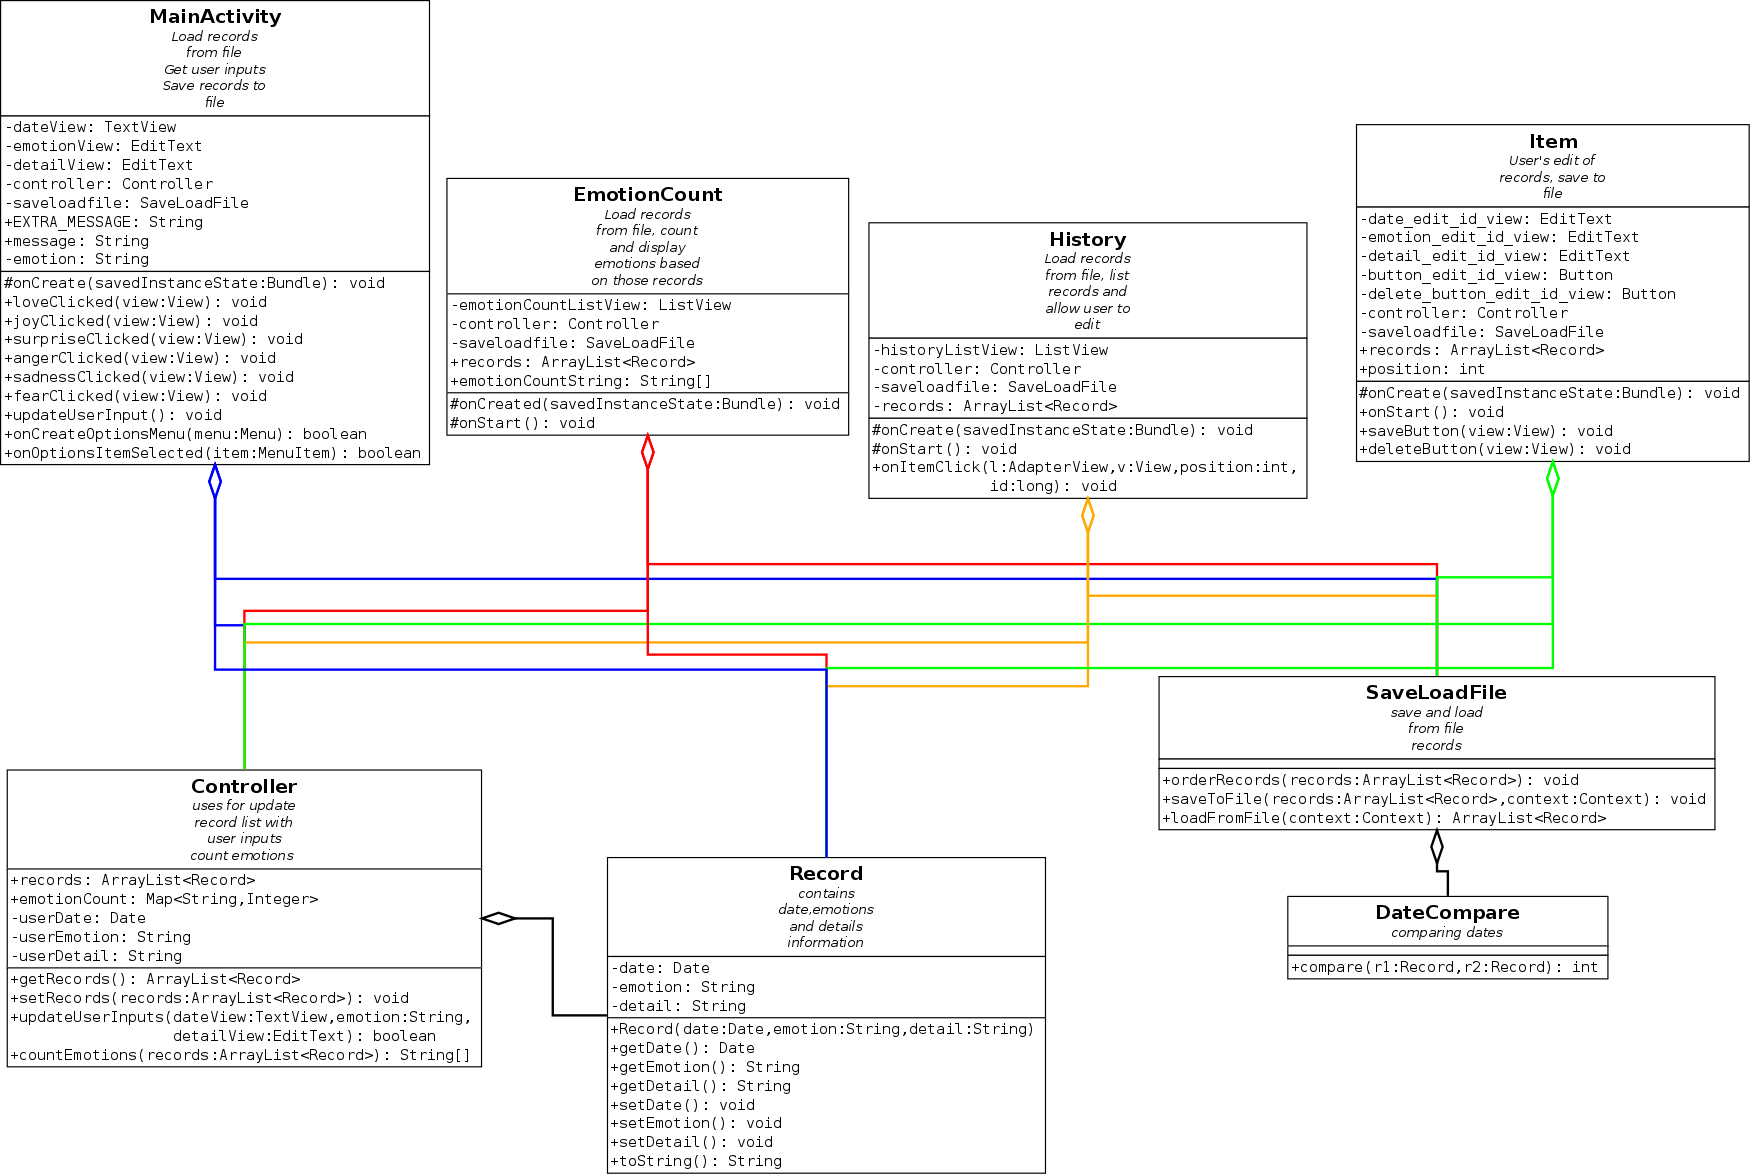 MainActivity
Load records
from file
Get user inputs
Save records to
file
-dateView: TextView
-emotionView: EditText
-detailView: EditText
-controller: Controller
-saveloadfile: SaveLoadFile
+EXTRA_MESSAGE: String
+message: String
-emotion: String
#onCreate(savedInstanceState:Bundle): void
+loveClicked(view:View): void
+joyClicked(view:View): void
+surpriseClicked(view:View): void
+angerClicked(view:View): void
+sadnessClicked(view:View): void
+fearClicked(view:View): void
+updateUserInput(): void
+onCreateOptionsMenu(menu:Menu): boolean
+onOptionsItemSelected(item:MenuItem): boolean
EmotionCount
Load records
from file, count
and display
emotions based
on those records
-emotionCountListView: ListView
-controller: Controller
-saveloadfile: SaveLoadFile
+records: ArrayList<Record>
+emotionCountString: String[]
#onCreated(savedInstanceState:Bundle): void
#onStart(): void
History
Load records
from file, list
records and
allow user to
edit
-historyListView: ListView
-controller: Controller
-saveloadfile: SaveLoadFile
-records: ArrayList<Record>
#onCreate(savedInstanceState:Bundle): void
#onStart(): void
+onItemClick(l:AdapterView,v:View,position:int,
id:long): void
Item
User's edit of
records, save to
file
-date_edit_id_view: EditText
-emotion_edit_id_view: EditText
-detail_edit_id_view: EditText
-button_edit_id_view: Button
-delete_button_edit_id_view: Button
-controller: Controller
-saveloadfile: SaveLoadFile
+records: ArrayList<Record>
+position: int
#onCreate(savedInstanceState:Bundle): void
+onStart(): void
+saveButton(view:View): void
+deleteButton(view:View): void
Controller
uses for update
record list with
user inputs
count emotions
+records: ArrayList<Record>
+emotionCount: Map<String,Integer>
-userDate: Date
-userEmotion: String
-userDetail: String
+getRecords(): ArrayList<Record>
+setRecords(records:ArrayList<Record>): void
+updateUserInputs(dateView:TextView,emotion:String,
detailView:EditText): boolean
+countEmotions(records:ArrayList<Record>): String[]
Record
contains
date,emotions
and details
information
-date: Date
-emotion: String
-detail: String
+Record(date:Date,emotion:String,detail:String)
+getDate(): Date
+getEmotion(): String
+getDetail(): String
+setDate(): void
+setEmotion(): void
+setDetail(): void
+toString(): String
SaveLoadFile
save and load
from file
records
+orderRecords(records:ArrayList<Record>): void
+saveToFile(records:ArrayList<Record>,context:Context): void
+loadFromFile(context:Context): ArrayList<Record>
DateCompare
comparing dates
+compare(r1:Record,r2:Record): int